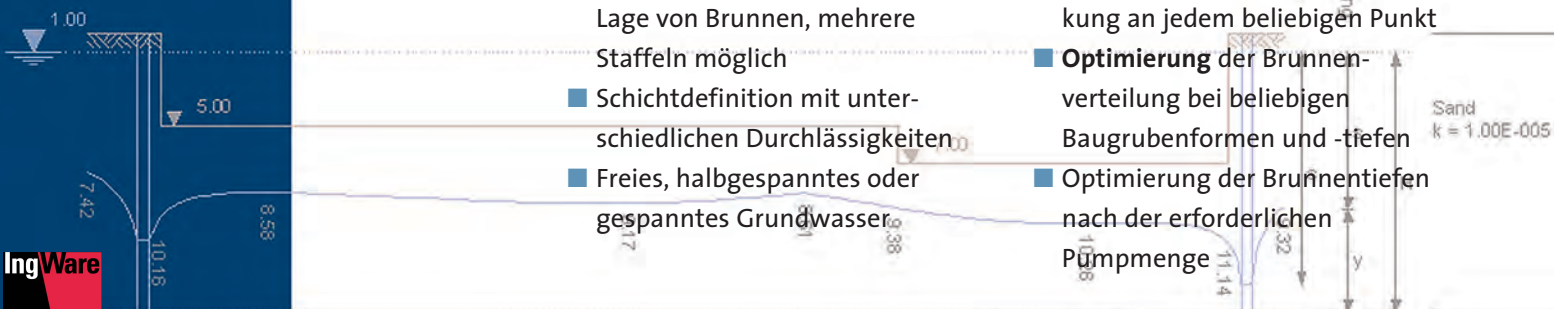 Lage von Brunnen, mehrere
Staffeln möglich
■ Schichtdefinition mit unter-
schiedlichen Durchlässigkeiten
■ Freies, halbgespanntes oder
gespanntes Grundwasser
kung an jedem beliebigen Punkt
■ Optimierung der Brunnen-
verteilung bei beliebigen
Baugrubenformen und -tiefen
■ Optimierung der Brunnentiefen
nach der erforderlichen
Pumpmenge
1.00
5.00
7.42
10.16
8.58
9.38
11.14
9.32
y
Sand
k = 1.00E-005
IngWare